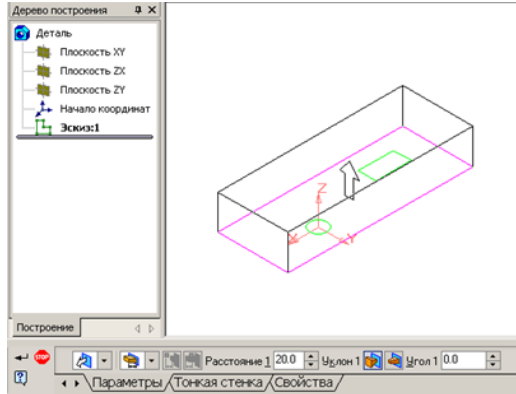 Дерево построения
Деталь
Плоскость XY
Плоскость ZX
Плоскость ZY
Начало координат
Эскиз:1
Z
X
Y
Построение
STOP
Расстояние 1 20.0 Уклон 1 Угол 1 0.0
Параметры Тонкая стенка Свойства